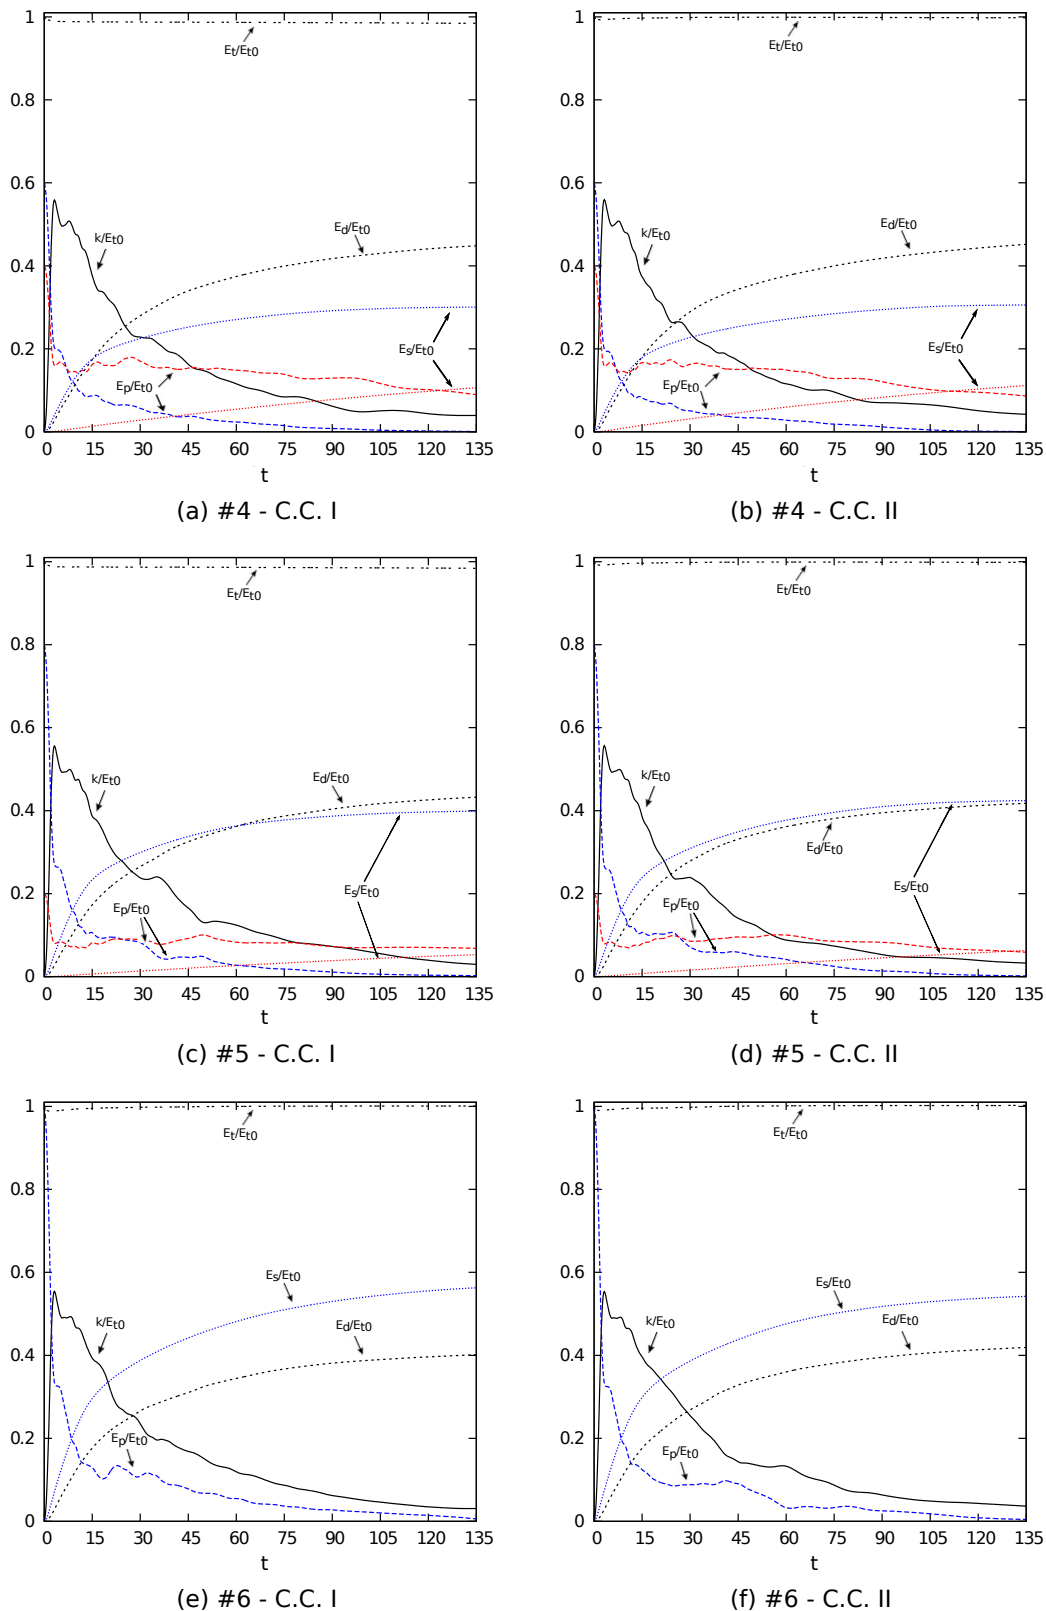 1
Et/Et0
0.8
0.6
Ed/Et0
k/Et0
0.4
Es/Et0
0.2
Ep/Et0
0
0 15 30 45 60 75 90 105 120 135
t
(a) #4 - C.C. I
1
Et/Et0
0.8
0.6
Ed/Et0
k/Et0
0.4
Es/Et0
0.2
Ep/Et0
0
0 15 30 45 60 75 90 105 120 135
t
(b) #4 - C.C. II
1
Et/Et0
0.8
0.6
k/Et0
Ed/Et0
0.4
0.2
Es/Et0
Ep/Et0
0
0 15 30 45 60 75 90 105 120 135
t
(c) #5 - C.C. I
1
Et/Et0
0.8
0.6
k/Et0
0.4
Ed/Et0
0.2
Es/Et0
Ep/Et0
0
0 15 30 45 60 75 90 105 120 135
t
(d) #5 - C.C. II
1
Et/Et0
0.8
0.6
Es/Et0
k/Et0
Ed/Et0
0.4
0.2
Ep/Et0
0
0 15 30 45 60 75 90 105 120 135
t
(e) #6 - C.C. I
1
Et/Et0
0.8
0.6
Es/Et0
k/Et0
Ed/Et0
0.4
0.2
Ep/Et0
0
0 15 30 45 60 75 90 105 120 135
t
(f) #6 - C.C. II